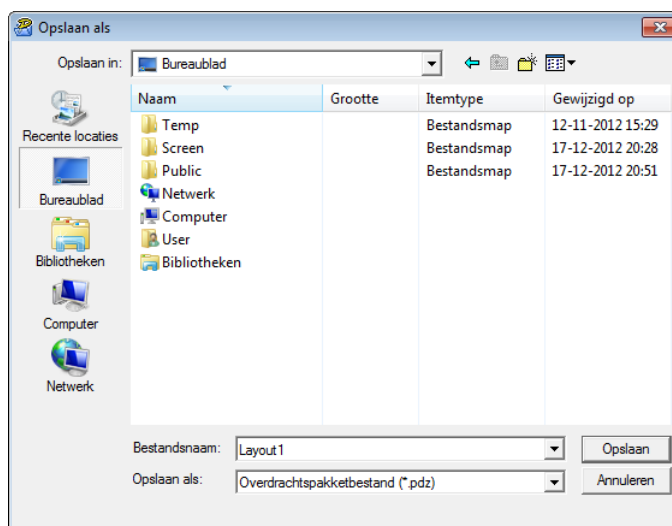 Opslaan als
Opslaan in: Bureaublad
Naam Grootte Itemtype Gewijzigd op
Temp Bestandsmap 12-11-2012 15:29
Screen Bestandsmap 17-12-2012 20:28
Public Bestandsmap 17-12-2012 20:51
Netwerk
Computer
User
Bibliotheken
Recente locaties
Bureaublad
Bibliotheken
Computer
Netwerk
Bestandsnaam: Layout1 Opslaan
Opslaan als: Overdrachtspakketbestand (*.pdz) Annuleren